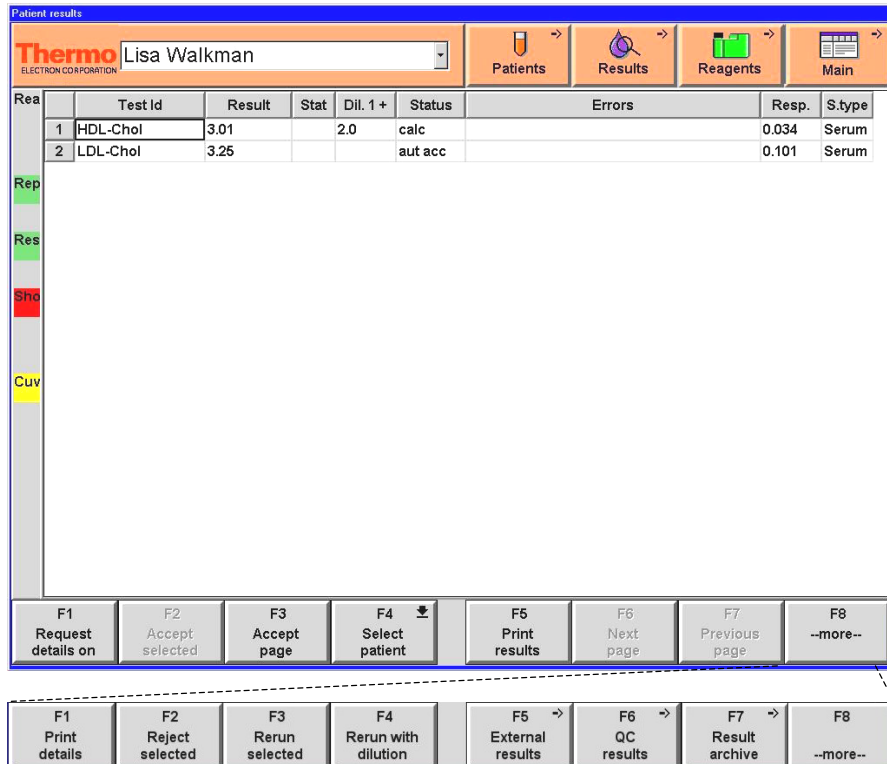 Patient results
Thermo
ELECTRON CORPORATION
Lisa Walkman
-> Patients
-> Results
-> Reagents
-> Main
Rea
Rep
Res
Sho
Cuv
Test Id Result Stat Dil. 1 + Status Errors Resp. S.type
1 HDL-Chol 3.01 2.0 calc 0.034 Serum
2 LDL-Chol 3.25 aut acc 0.101 Serum
F1 F2 F3 F4 F5 F6 F7 F8
Request Accept Accept Select Print Next Previous --more--
details on selected page patient results page page
F1 F2 F3 F4 F5 -> F6 -> F7 -> F8
Print Reject Rerun Rerun with External QC Result
details selected selected dilution results results archive --more--